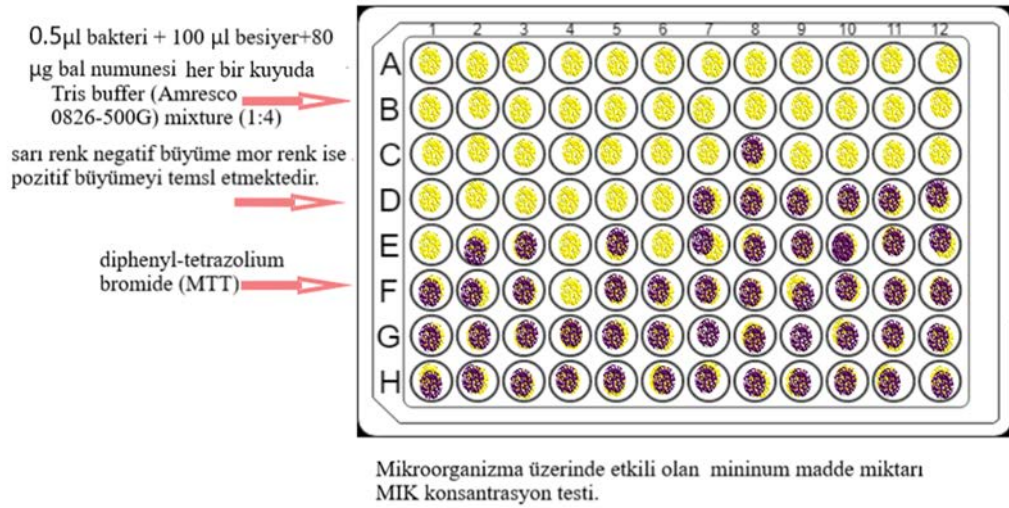 0.5µl bakteri + 100 µl besiyer+80
µg bal numunesi her bir kuyuda
Tris buffer (Amresco
0826-500G) mixture (1:4)
sarı renk negatif büyüme mor renk ise
pozitif büyümeyi temsl etmektedir.
diphenyl-tetrazolium
bromide (MTT)
1 2 3 4 5 6 7 8 9 10 11 12
A
B
C
D
E
F
G
H
Mikroorganizma üzerinde etkili olan mininum madde miktarı
MIK konsantrasyon testi.